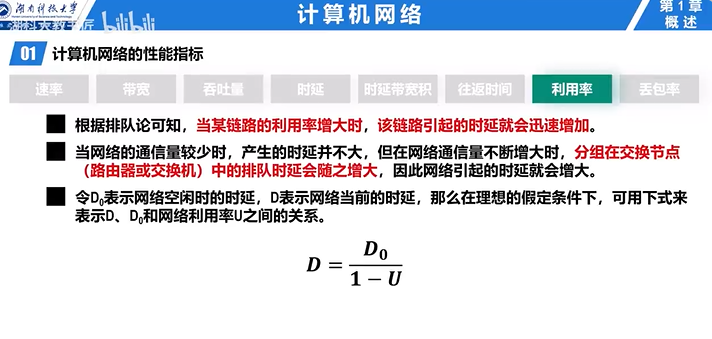 湖南科技大学
计算机网络
第1章
概述
bilibili
01 计算机网络的性能指标
速率 带宽 吞吐量 时延 时延带宽积 往返时间 利用率 丢包率
根据排队论可知，当某链路的利用率增大时，该链路引起的时延就会迅速增加。
当网络的通信量较少时，产生的时延并不大，但在网络通信量不断增大时，分组在交换节点
（路由器或交换机）中的排队时延会随之增大，因此网络引起的时延就会增大。
令D₀表示网络空闲时的时延，D表示网络当前的时延，那么在理想的假定条件下，可用下式来
表示D、D₀和网络利用率U之间的关系。
D = D₀ / (1 - U)